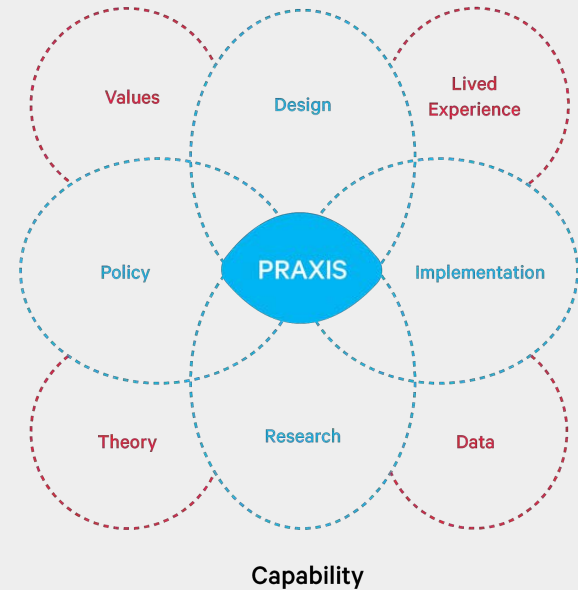 Values
Design
Lived
Experience
Policy
PRAXIS
Implementation
Theory
Research
Data
Capability